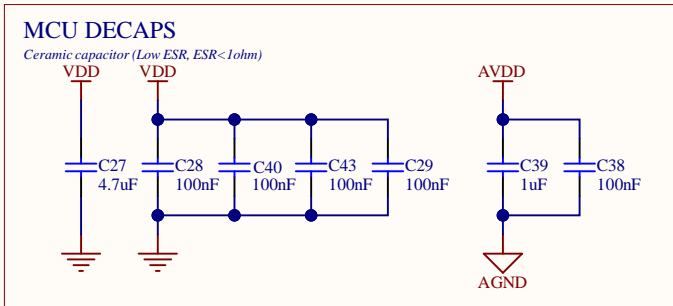 MCU DECAPS
Ceramic capacitor (Low ESR, ESR<1ohm)
VDD
VDD
AVDD
C27
4.7uF
C28
100nF
C40
100nF
C43
100nF
C29
100nF
C39
1uF
C38
100nF
AGND